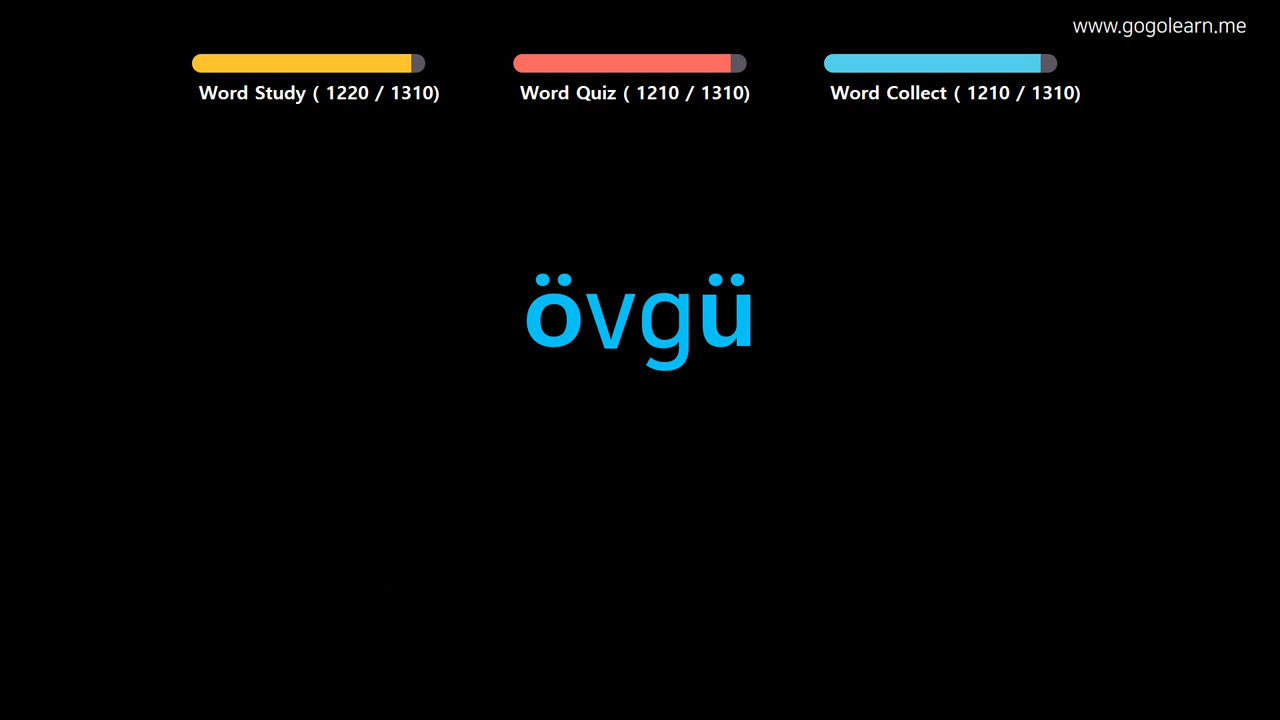 www.gogolearn.me
Word Study ( 1220 / 1310)
Word Quiz ( 1210 / 1310)
Word Collect ( 1210 / 1310)
övgü